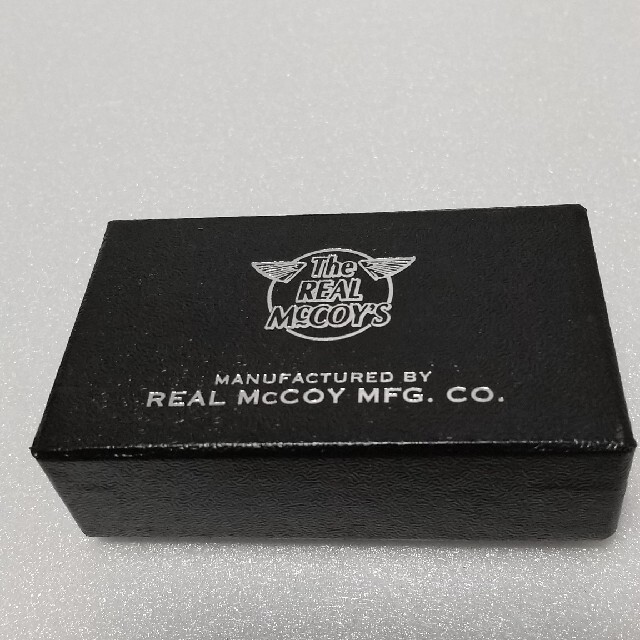 The
REAL
McCOY'S
MANUFACTURED BY
REAL McCOY MFG. CO.